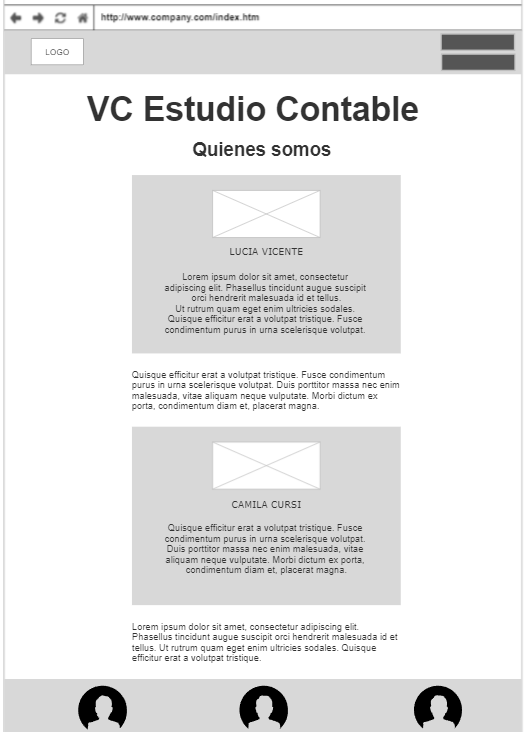 http://www.company.com/index.htm
LOGO
VC Estudio Contable
Quienes somos
LUCIA VICENTE
Lorem ipsum dolor sit amet, consectetur
adipiscing elit. Phasellus tincidunt augue suscipit
orci hendrerit malesuada id et tellus.
Ut rutrum quam eget enim ultricies sodales.
Quisque efficitur erat a volutpat tristique. Fusce
condimentum purus in urna scelerisque volutpat.
Quisque efficitur erat a volutpat tristique. Fusce condimentum
purus in urna scelerisque volutpat. Duis porttitor massa nec enim
malesuada, vitae aliquam neque vulputate. Morbi dictum ex
porta, condimentum diam et, placerat magna.
CAMILA CURSI
Quisque efficitur erat a volutpat tristique. Fusce
condimentum purus in urna scelerisque volutpat.
Duis porttitor massa nec enim malesuada, vitae
aliquam neque vulputate. Morbi dictum ex porta,
condimentum diam et, placerat magna.
Lorem ipsum dolor sit amet, consectetur adipiscing elit.
Phasellus tincidunt augue suscipit orci hendrerit malesuada id et
tellus. Ut rutrum quam eget enim ultricies sodales. Quisque
efficitur erat a volutpat tristique.